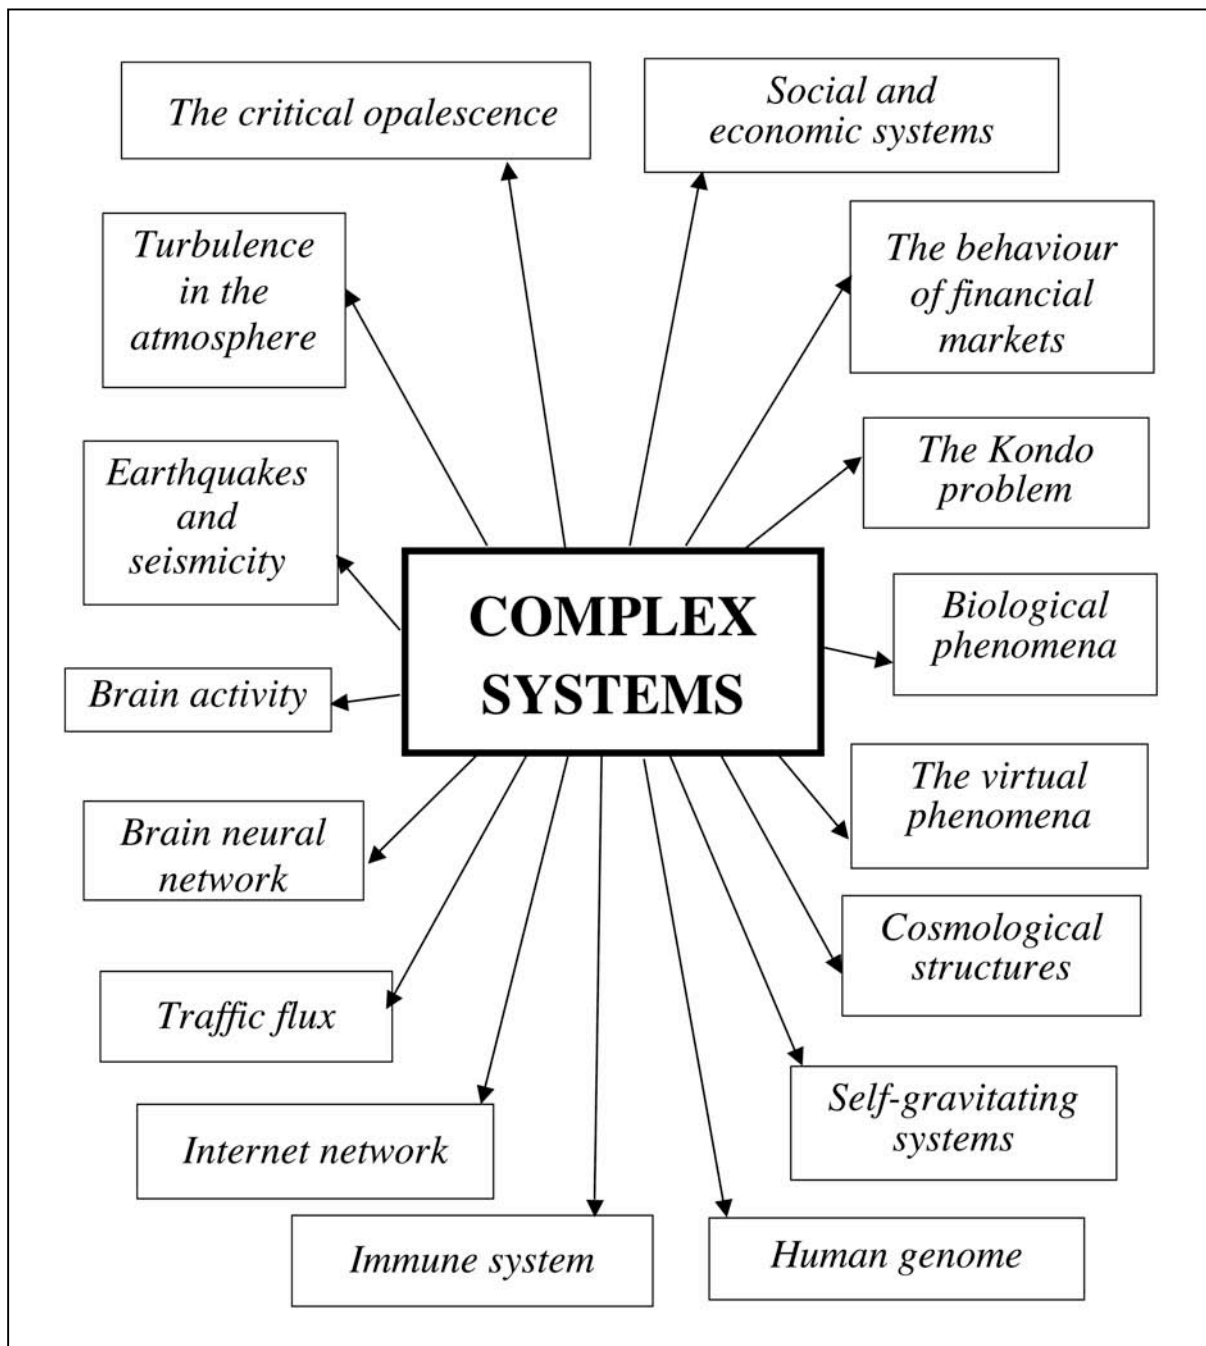 The critical opalescence
Social and
economic systems
Turbulence
in the
atmosphere
The behaviour
of financial
markets
Earthquakes
and
seismicity
The Kondo
problem
COMPLEX
SYSTEMS
Biological
phenomena
Brain activity
The virtual
phenomena
Brain neural
network
Cosmological
structures
Traffic flux
Self-gravitating
systems
Internet network
Immune system
Human genome